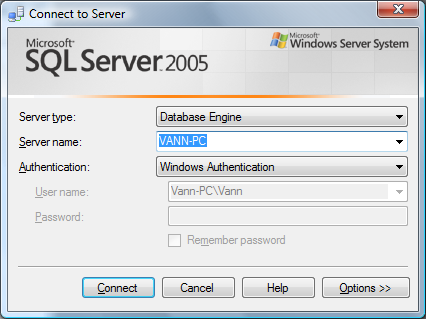 Connect to Server
Microsoft
SQL Server 2005
Microsoft
Windows Server System
Server type: Database Engine
Server name: VANN-PC
Authentication: Windows Authentication
User name: Vann-PC\Vann
Password:
Remember password
Connect Cancel Help Options >>